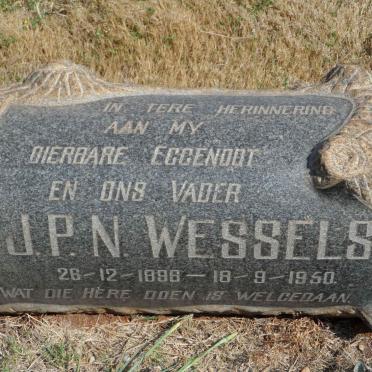 IN TERE HERINNERING
AAN MY
DIERBARE EGGENOOT
EN ONS VADER
J.P.N. WESSELS
26-12-1898 — 18-9-1950.
WAT DIE HERE DOEN IS WELGEDAAN.